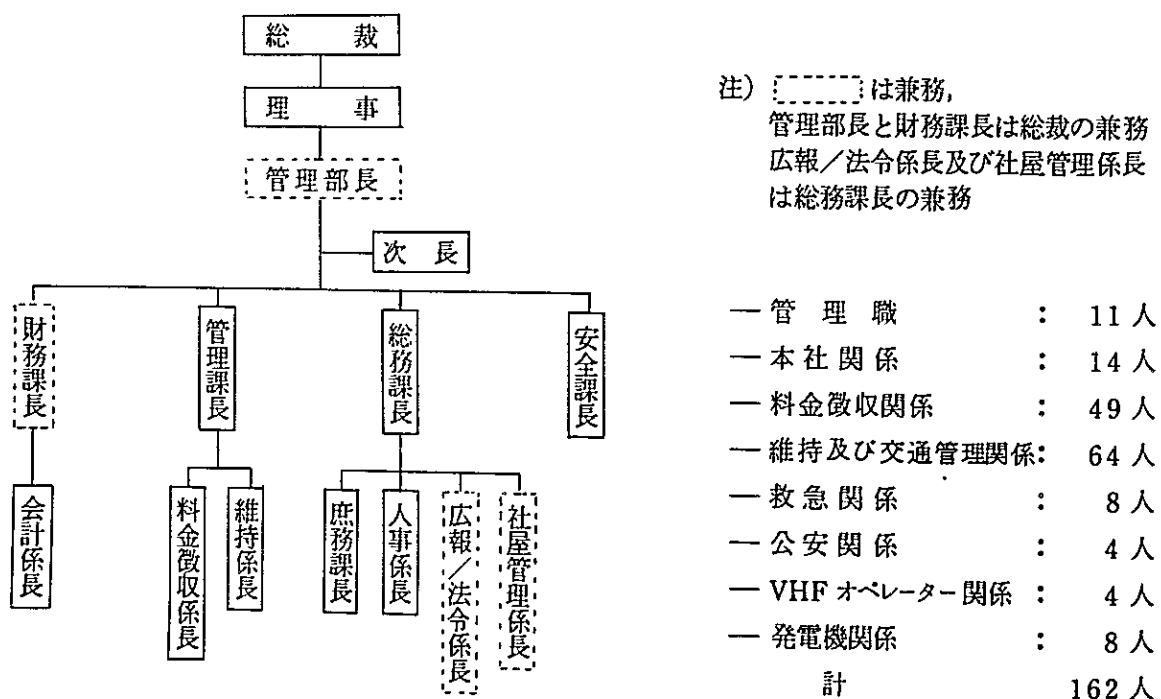 総裁
理事
管理部長
次長
財務課長
管理課長
総務課長
安全課長
会計係長
料金徴収係長
維持係長
庶務課長
人事係長
広報／法令係長
社屋管理係長
注） は兼務,
管理部長と財務課長は総裁の兼務
広報／法令係長及び社屋管理係長
は総務課長の兼務
― 管理職 : 11人
― 本社関係 : 14人
― 料金徴収関係 : 49人
― 維持及び交通管理関係: 64人
― 救急関係 : 8人
― 公安関係 : 4人
― VHFオペレーター関係 : 4人
― 発電機関係 : 8人
計 162人